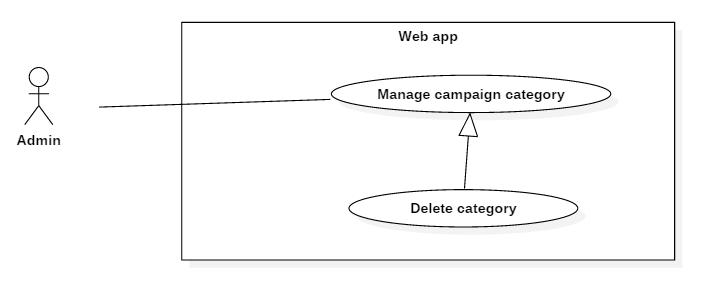 Web app
Manage campaign category
Admin
Delete category